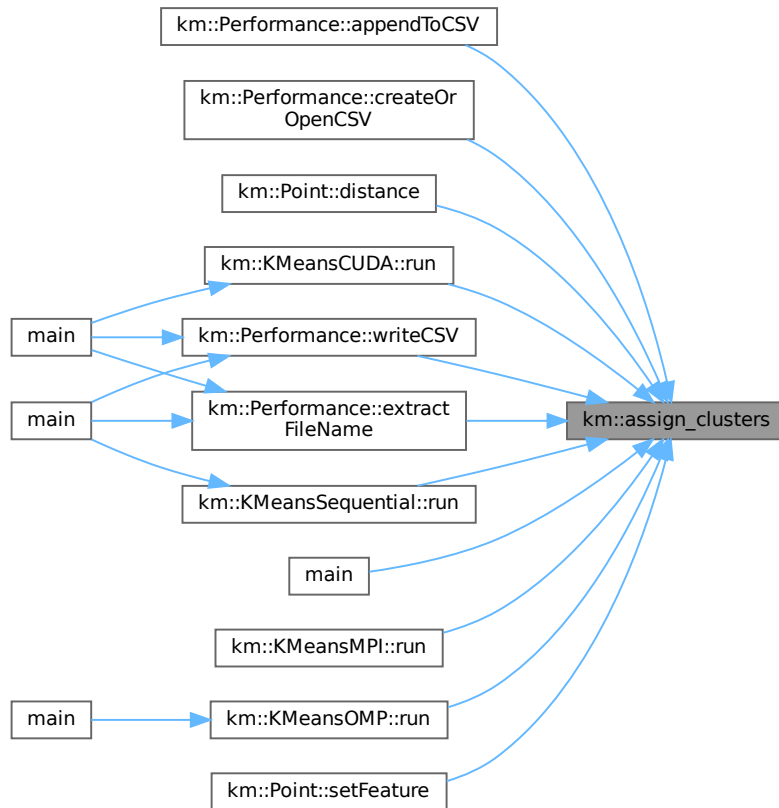 km::Performance::appendToCSV
km::Performance::createOr
OpenCSV
km::Point::distance
km::KMeansCUDA::run
main
km::Performance::writeCSV
main
km::Performance::extract
FileName
km::assign_clusters
km::KMeansSequential::run
main
km::KMeansMPI::run
main
km::KMeansOMP::run
km::Point::setFeature